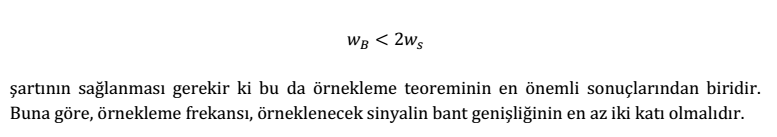 w_B < 2w_s
şartının sağlanması gerekir ki bu da örnekleme teoreminin en önemli sonuçlarından biridir.
Buna göre, örnekleme frekansı, örneklenecek sinyalin bant genişliğinin en az iki katı olmalıdır.